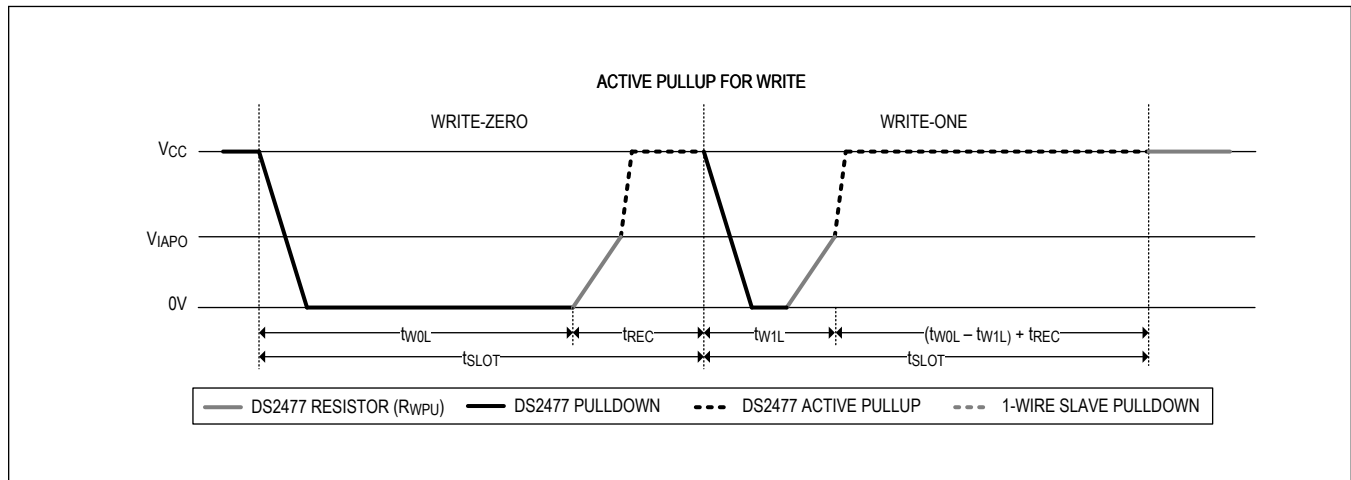 ACTIVE PULLUP FOR WRITE
WRITE-ZERO WRITE-ONE
VCC
VIAPO
0V
tW0L tREC tW1L (tW0L – tW1L) + tREC
tSLOT tSLOT
DS2477 RESISTOR (RWPU) DS2477 PULLDOWN DS2477 ACTIVE PULLUP 1-WIRE SLAVE PULLDOWN